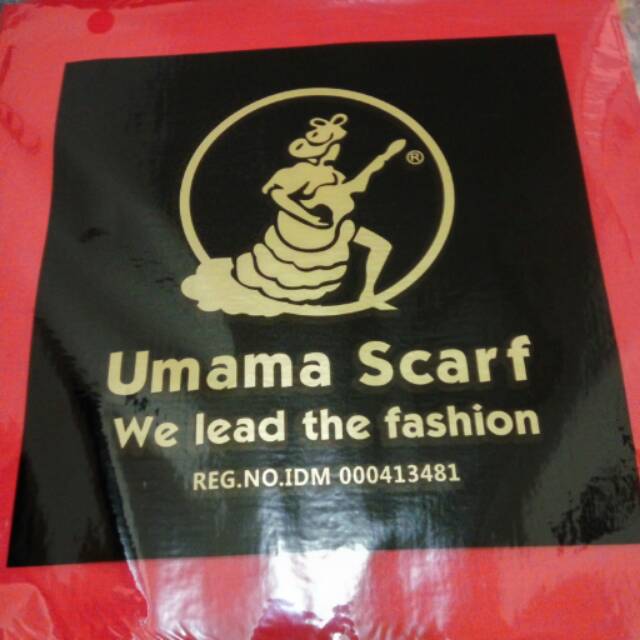 ®
Umama Scarf
We lead the fashion
REG.NO.IDM 000413481